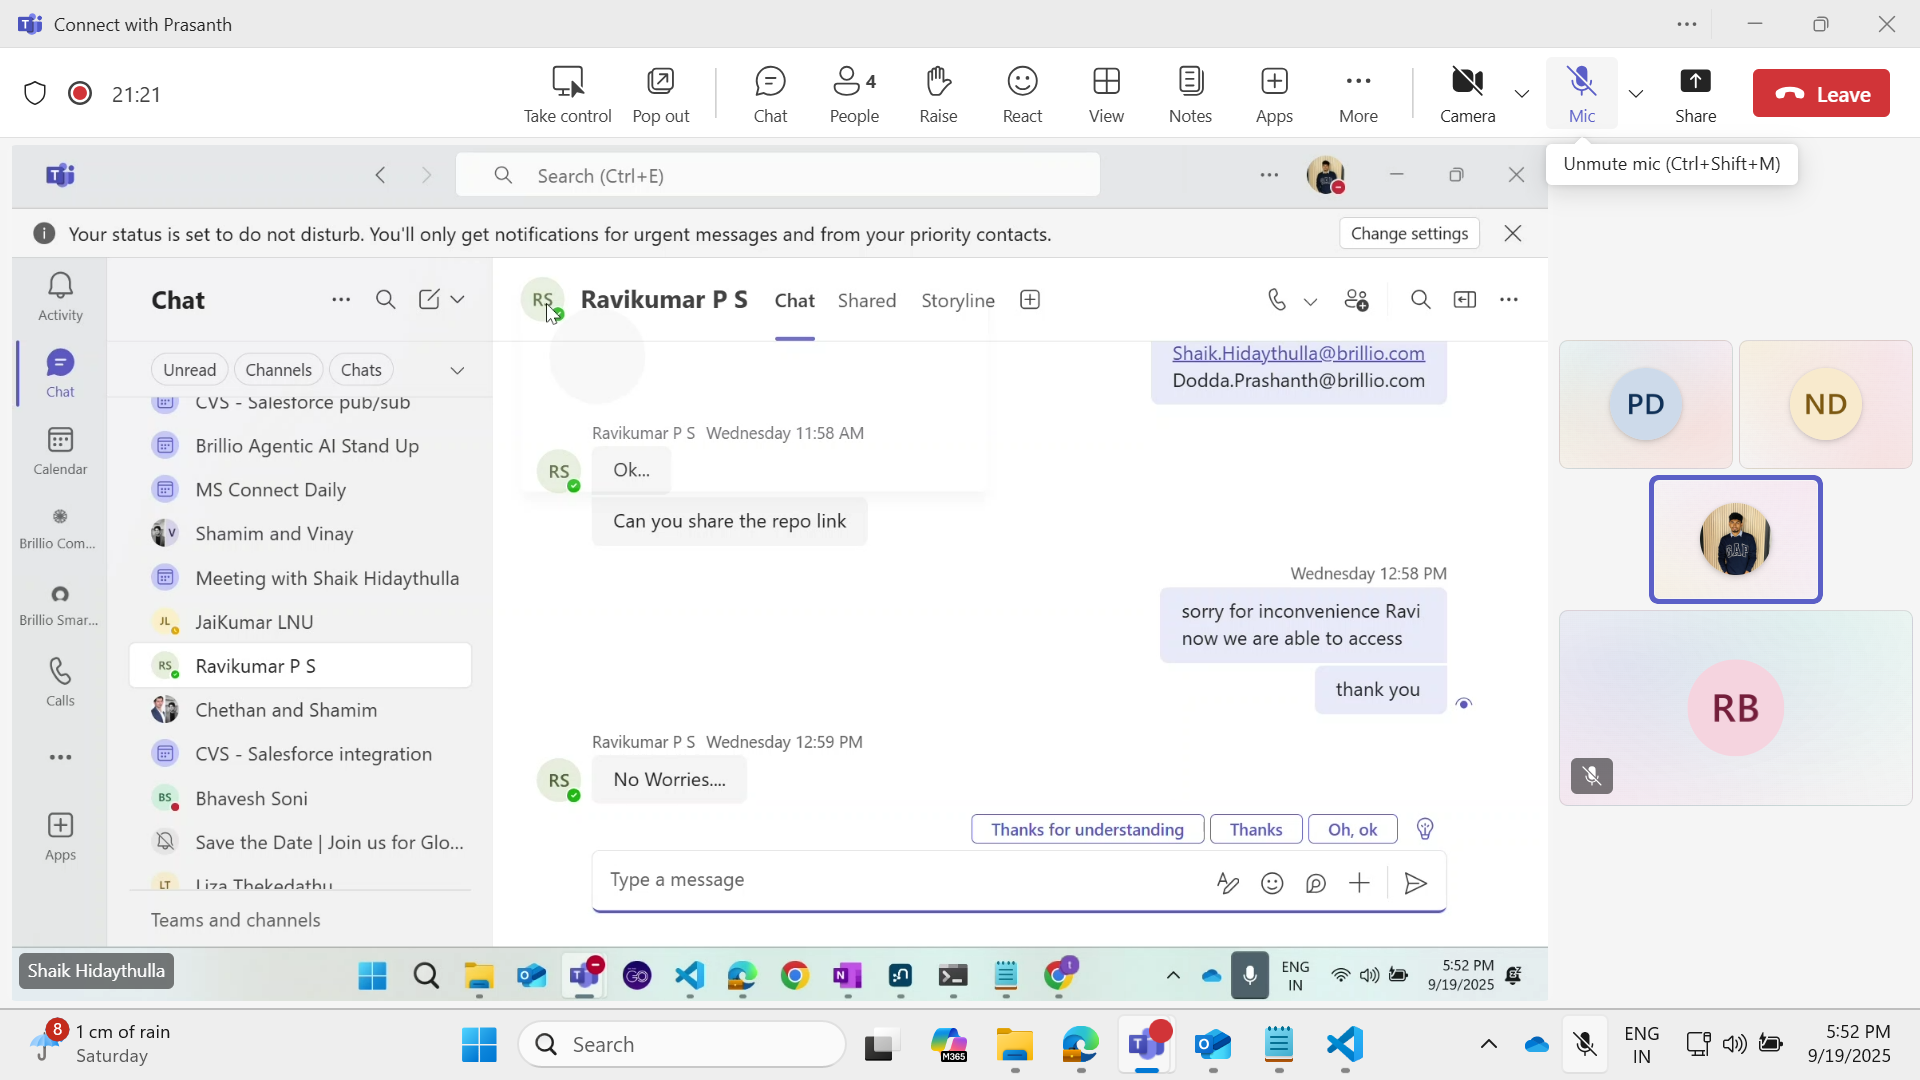 Connect with Prasanth
21:21
Take control
Pop out
Chat
4
People
Raise
React
View
Notes
Apps
More
Camera
Mic
Share
Leave
Unmute mic (Ctrl+Shift+M)
Search (Ctrl+E)
Your status is set to do not disturb. You'll only get notifications for urgent messages and from your priority contacts.
Change settings
Activity
Chat
Calendar
Brillio Com...
Brillio Smar...
Calls
Apps
Chat
Unread
Channels
Chats
CVS - Salesforce pub/sub
Brillio Agentic AI Stand Up
MS Connect Daily
V
Shamim and Vinay
Meeting with Shaik Hidaythulla
JL
JaiKumar LNU
RS
Ravikumar P S
Chethan and Shamim
CVS - Salesforce integration
BS
Bhavesh Soni
Save the Date | Join us for Glo...
LT
Liza Thekedathu
Teams and channels
RS
Ravikumar P S
Chat
Shared
Storyline
Shaik.Hidaythulla@brillio.com
Dodda.Prashanth@brillio.com
Ravikumar P S Wednesday 11:58 AM
RS
Ok...
Can you share the repo link
Wednesday 12:58 PM
sorry for inconvenience Ravi
now we are able to access
thank you
Ravikumar P S Wednesday 12:59 PM
RS
No Worries....
Thanks for understanding
Thanks
Oh, ok
Type a message
PD
ND
GAP
RB
Shaik Hidaythulla
GO
ENG
IN
5:52 PM
9/19/2025
8
1 cm of rain
Saturday
Search
M365
ENG
IN
5:52 PM
9/19/2025